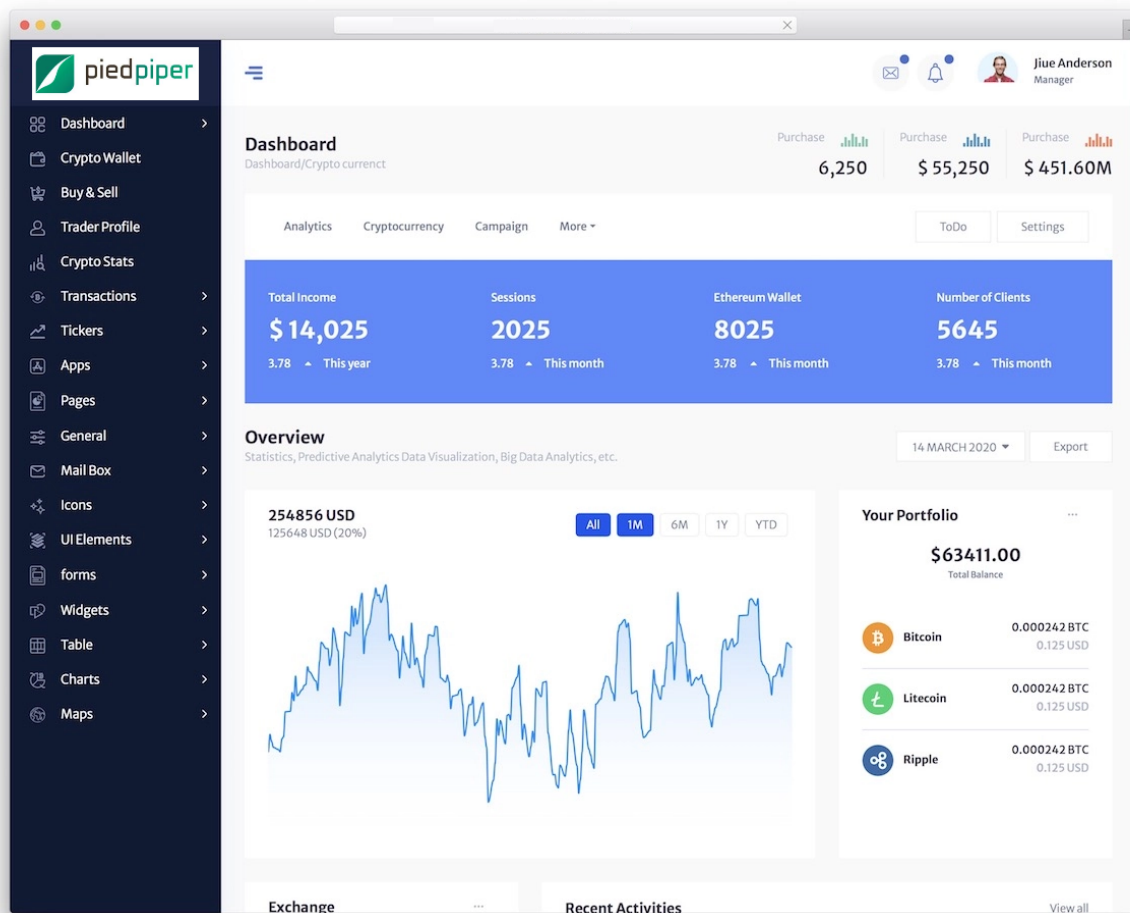 piedpiper
Dashboard
Crypto Wallet
Buy & Sell
Trader Profile
Crypto Stats
Transactions
Tickers
Apps
Pages
General
Mail Box
Icons
UI Elements
forms
Widgets
Table
Charts
Maps
Jiue Anderson
Manager
Dashboard
Dashboard/Crypto currenct
Purchase
6,250
Purchase
$ 55,250
Purchase
$ 451.60M
Analytics Cryptocurrency Campaign More ToDo Settings
Total Income
$ 14,025
3.78 This year
Sessions
2025
3.78 This month
Ethereum Wallet
8025
3.78 This month
Number of Clients
5645
3.78 This month
Overview
Statistics, Predictive Analytics Data Visualization, Big Data Analytics, etc.
14 MARCH 2020 Export
254856 USD
125648 USD (20%)
All 1M 6M 1Y YTD
Your Portfolio ...
$63411.00
Total Balance
Bitcoin
0.000242 BTC
0.125 USD
Litecoin
0.000242 BTC
0.125 USD
Ripple
0.000242 BTC
0.125 USD
Exchange ...
Recent Activities View all